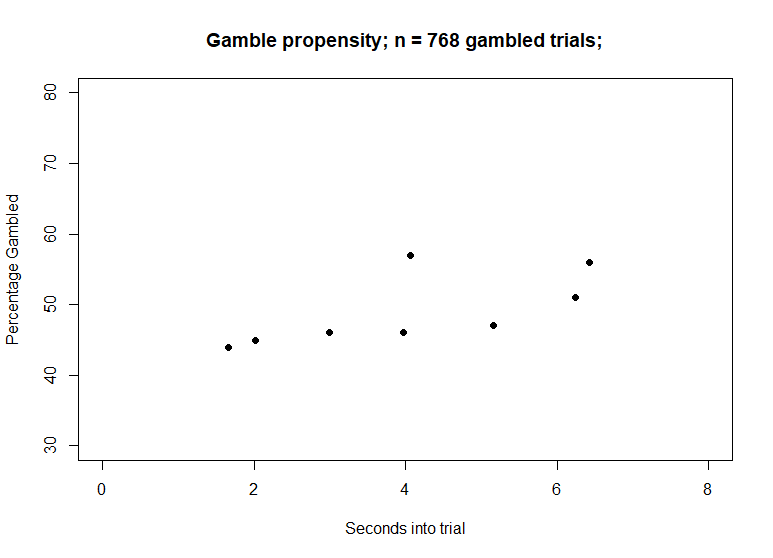 Gamble propensity; n = 768 gambled trials;
80
70
60
50
40
30
Percentage Gambled
0 2 4 6 8
Seconds into trial